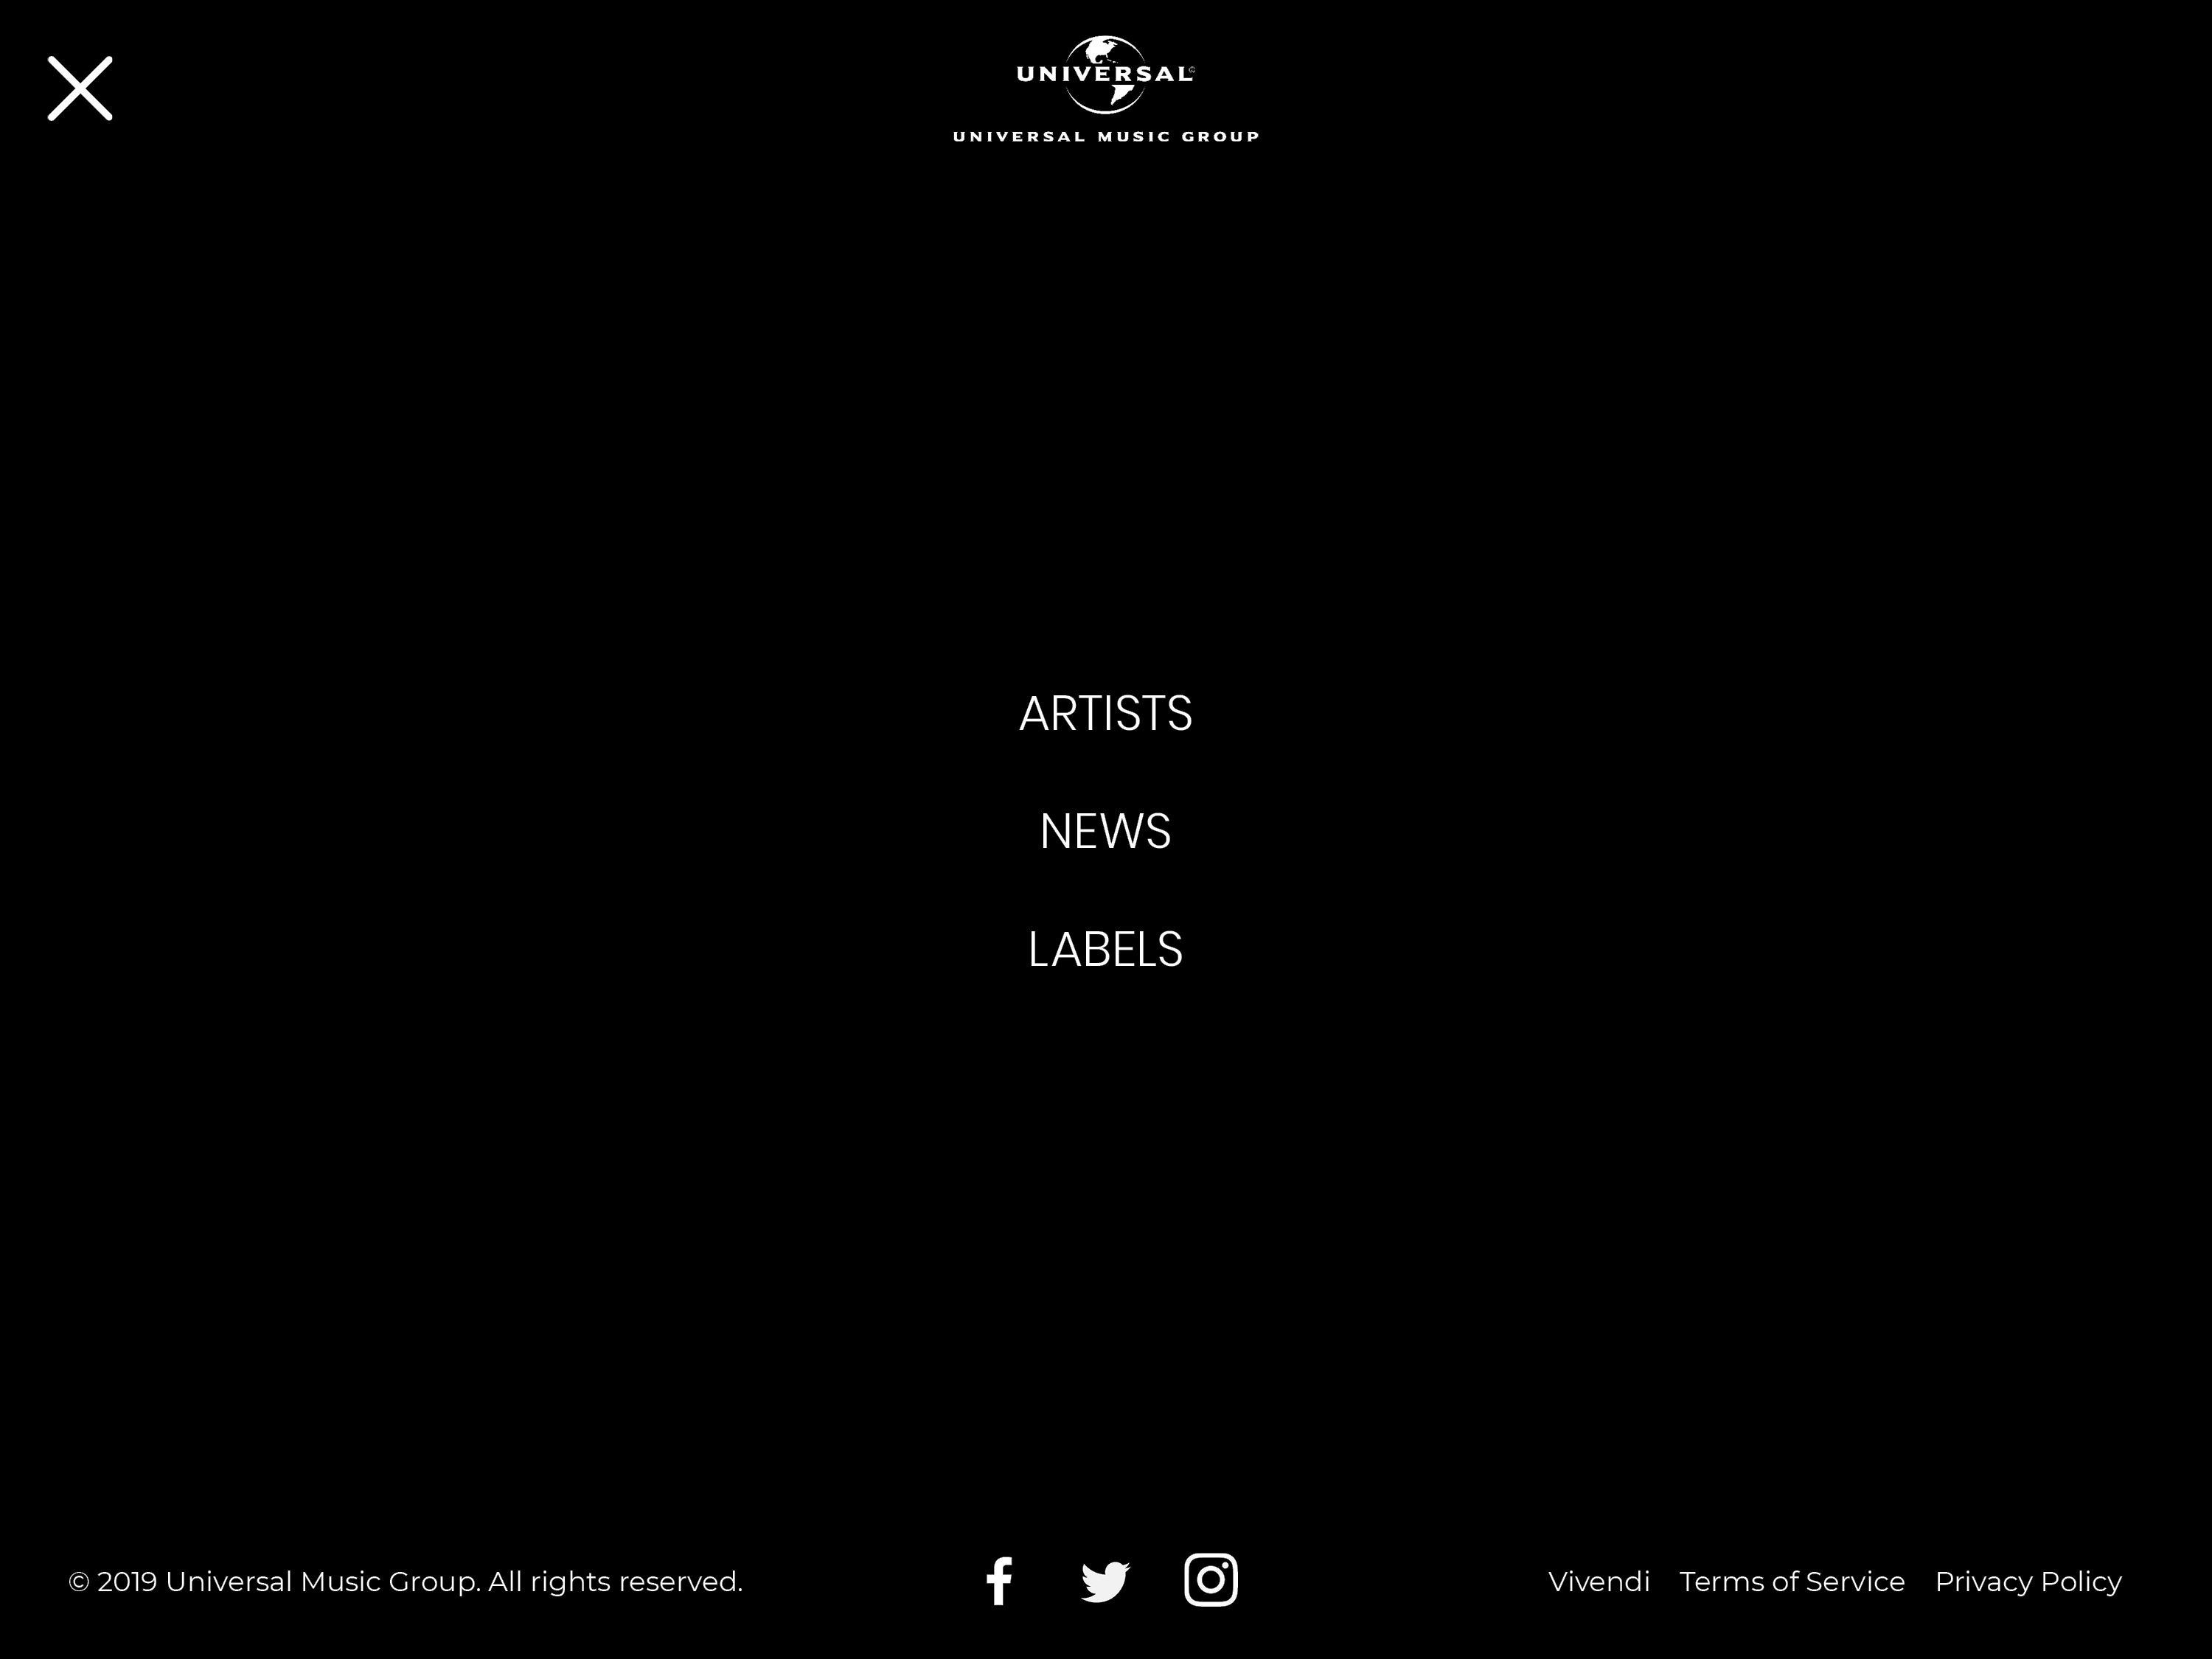 UNIVERSAL
UNIVERSAL MUSIC GROUP
ARTISTS
NEWS
LABELS
© 2019 Universal Music Group. All rights reserved.
Vivendi Terms of Service Privacy Policy